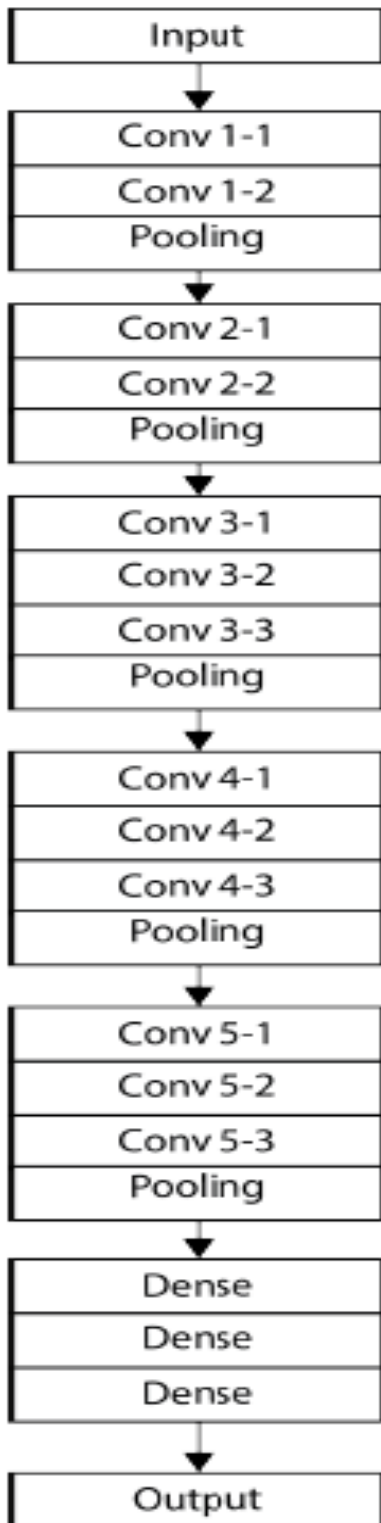 Input
Conv 1-1
Conv 1-2
Pooling
Conv 2-1
Conv 2-2
Pooling
Conv 3-1
Conv 3-2
Conv 3-3
Pooling
Conv 4-1
Conv 4-2
Conv 4-3
Pooling
Conv 5-1
Conv 5-2
Conv 5-3
Pooling
Dense
Dense
Dense
Output